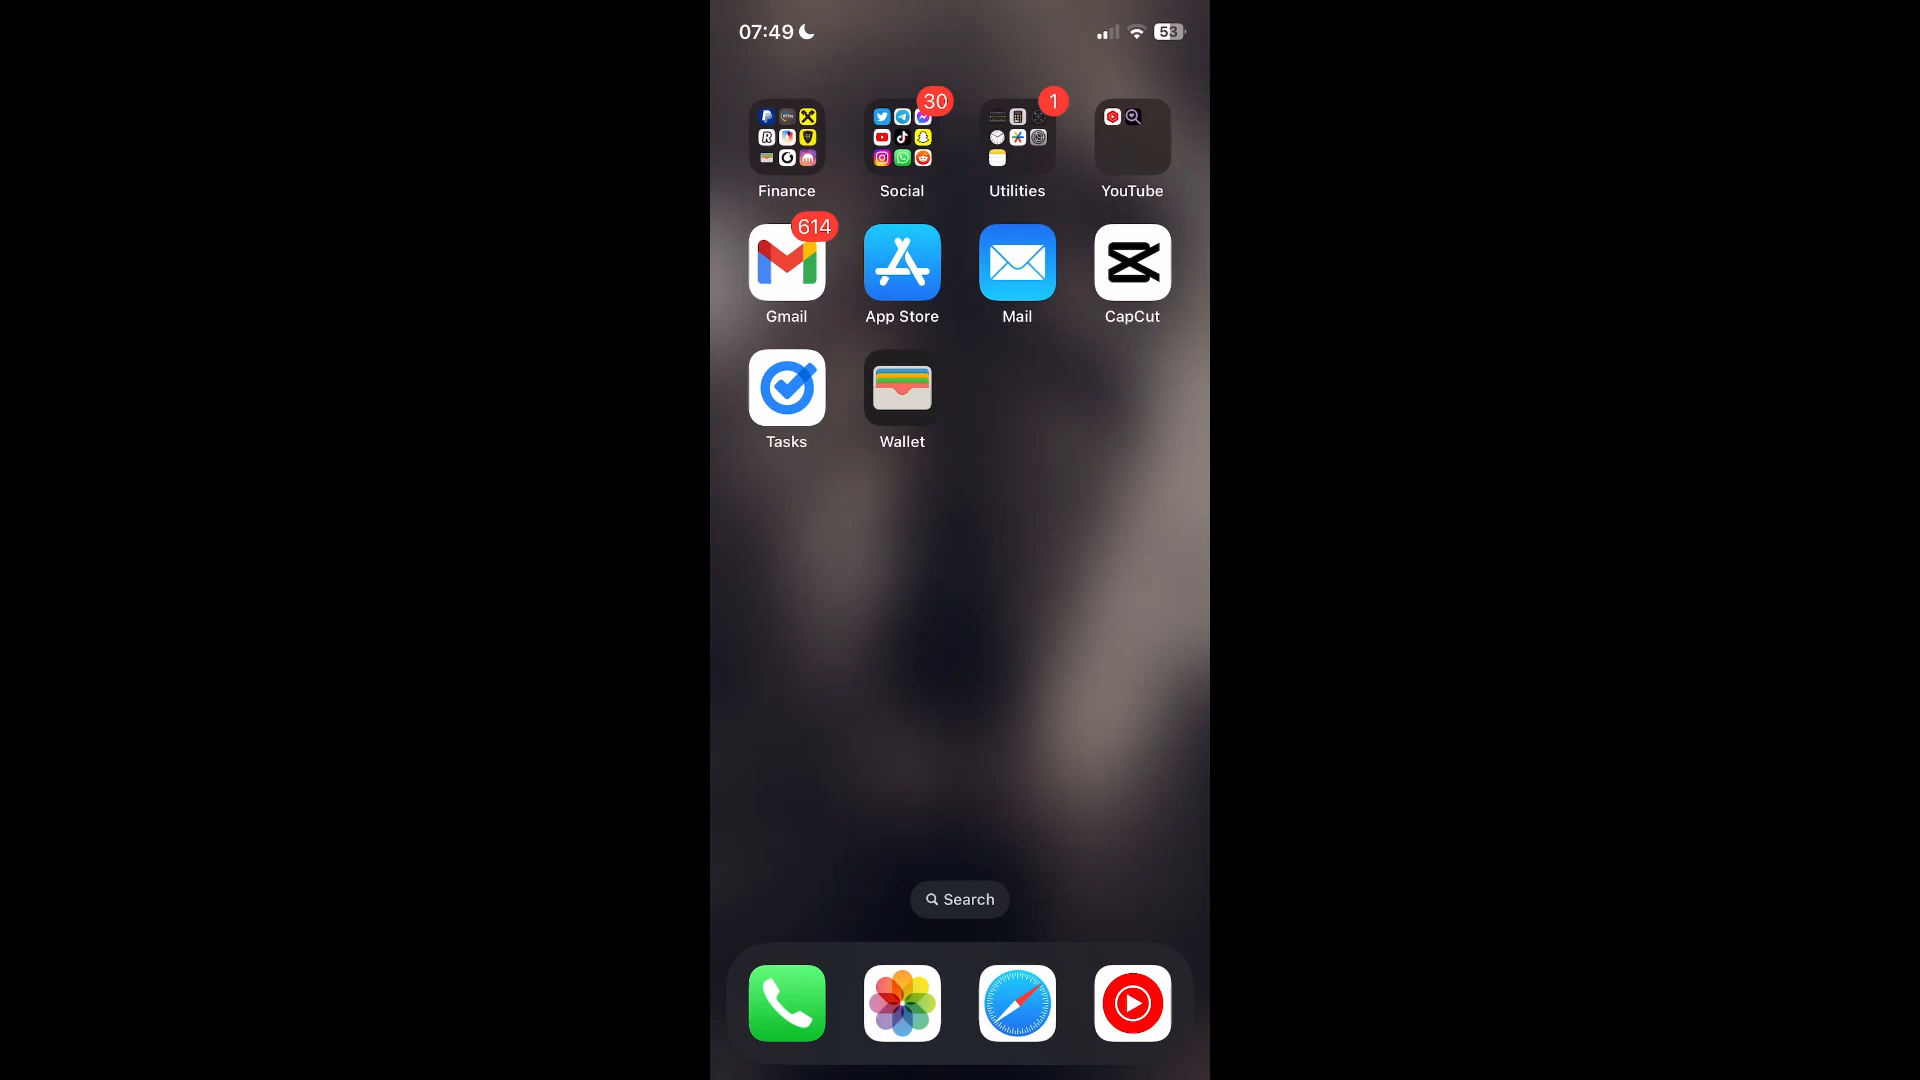 07:49
53
30
1
Finance
Social
Utilities
YouTube
614
Gmail
App Store
Mail
CapCut
Tasks
Wallet
Search